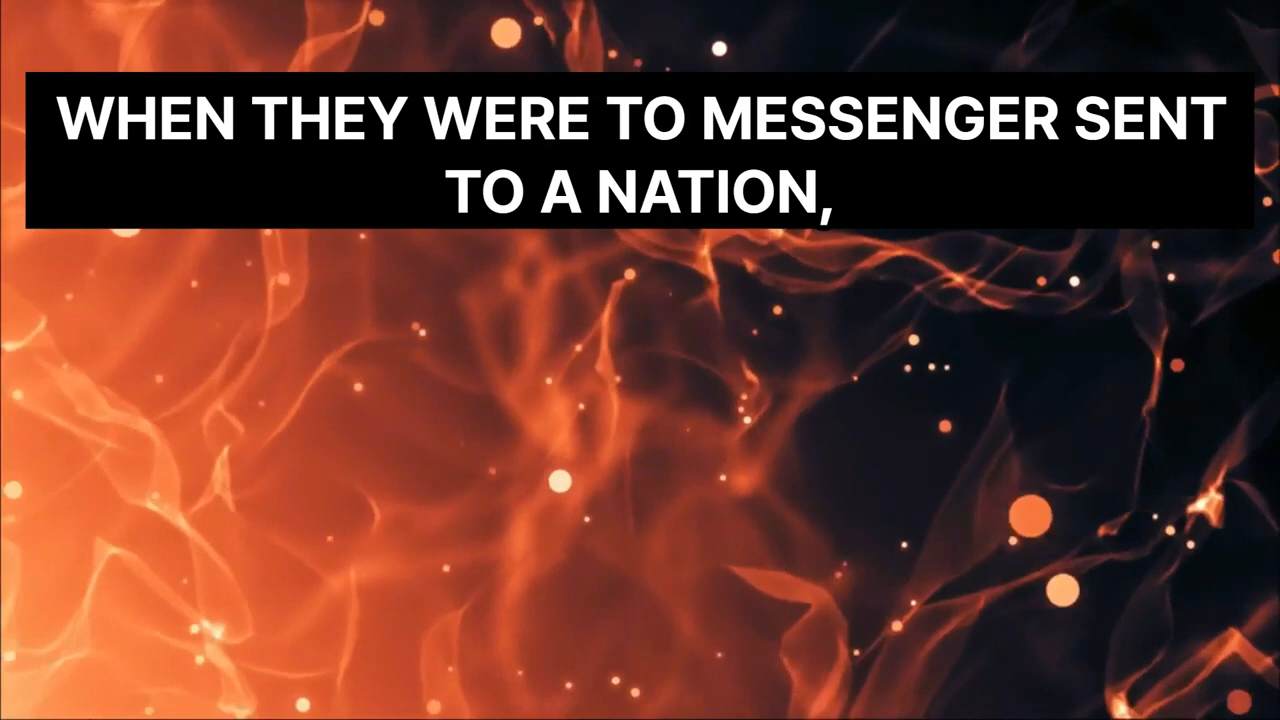 WHEN THEY WERE TO MESSENGER SENT
TO A NATION,